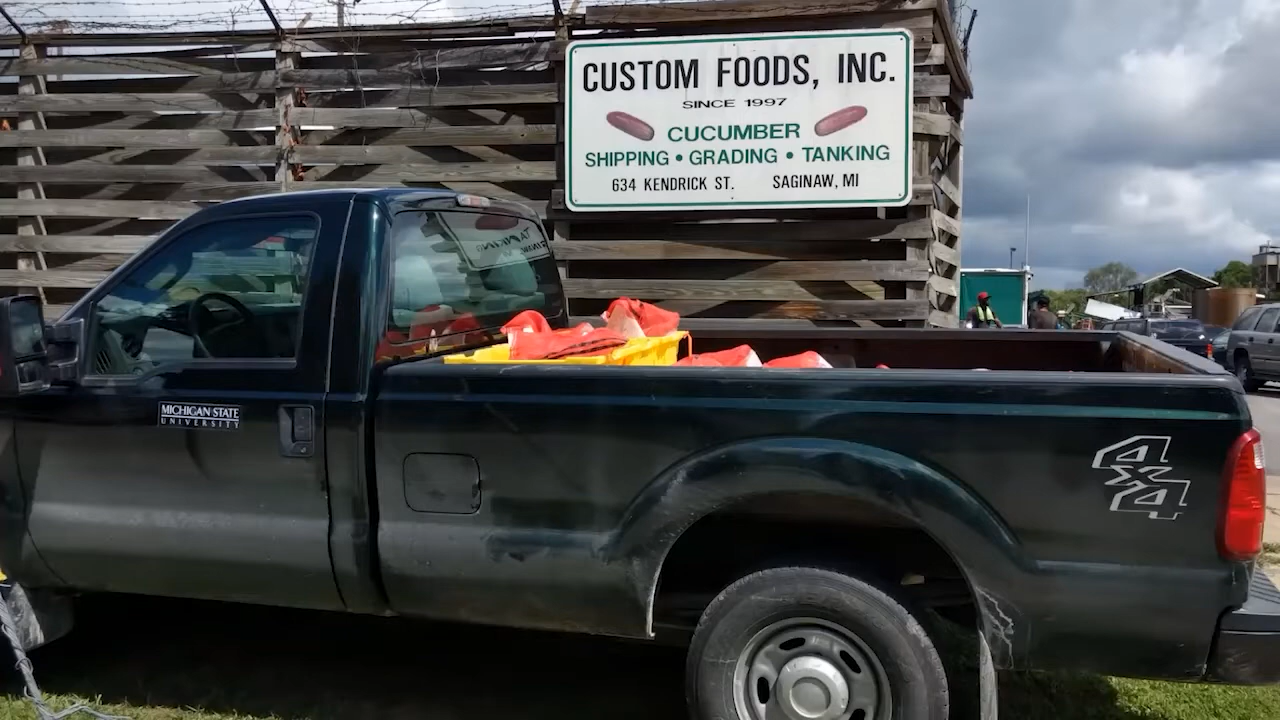 CUSTOM FOODS, INC.
SINCE 1997
CUCUMBER
SHIPPING • GRADING • TANKING
634 KENDRICK ST. SAGINAW, MI
MICHIGAN STATE
UNIVERSITY
4x4